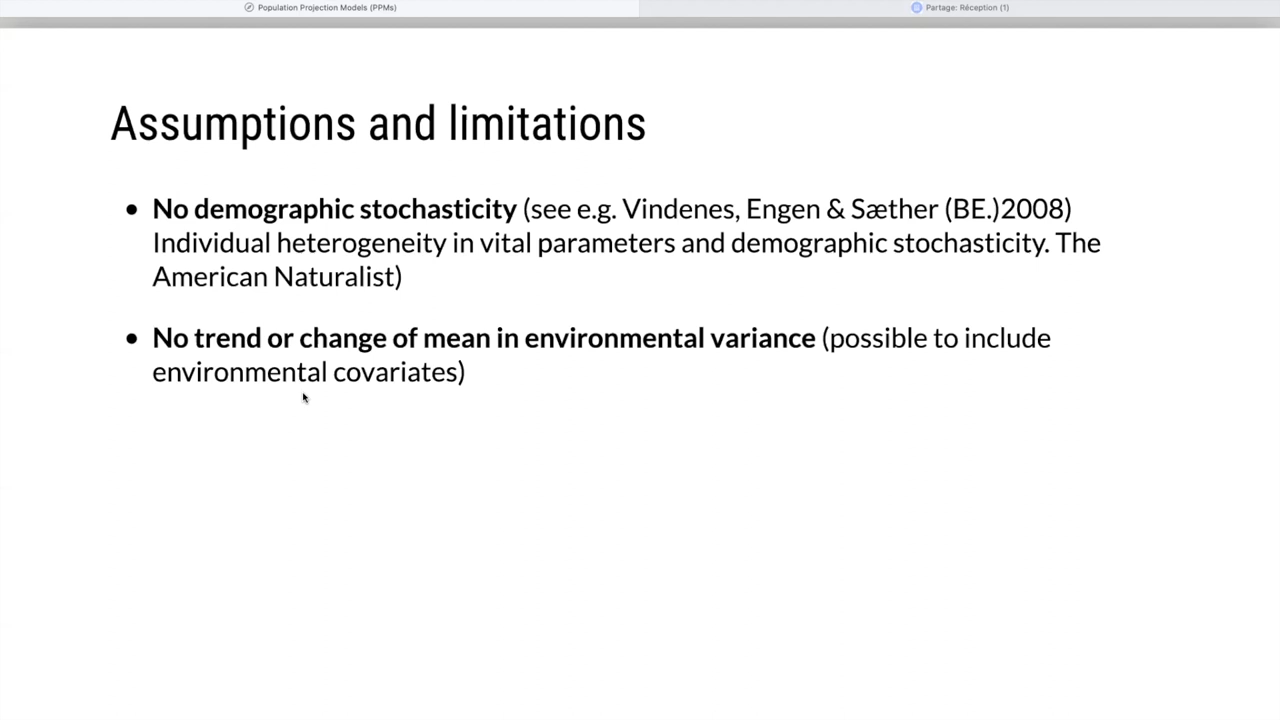 Population Projection Models (PPMs)
Partage: Réception (1)
Assumptions and limitations
• No demographic stochasticity (see e.g. Vindenes, Engen & Sæther (BE.)2008)
Individual heterogeneity in vital parameters and demographic stochasticity. The
American Naturalist)
• No trend or change of mean in environmental variance (possible to include
environmental covariates)